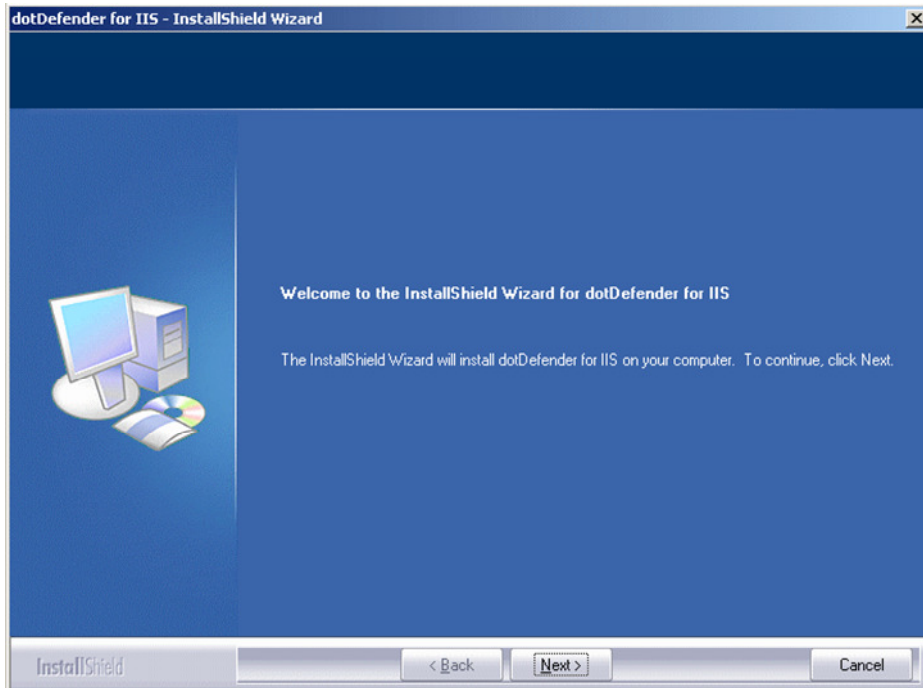 dotDefender for IIS - InstallShield Wizard
Welcome to the InstallShield Wizard for dotDefender for IIS
The InstallShield Wizard will install dotDefender for IIS on your computer. To continue, click Next.
InstallShield
< Back
Next >
Cancel